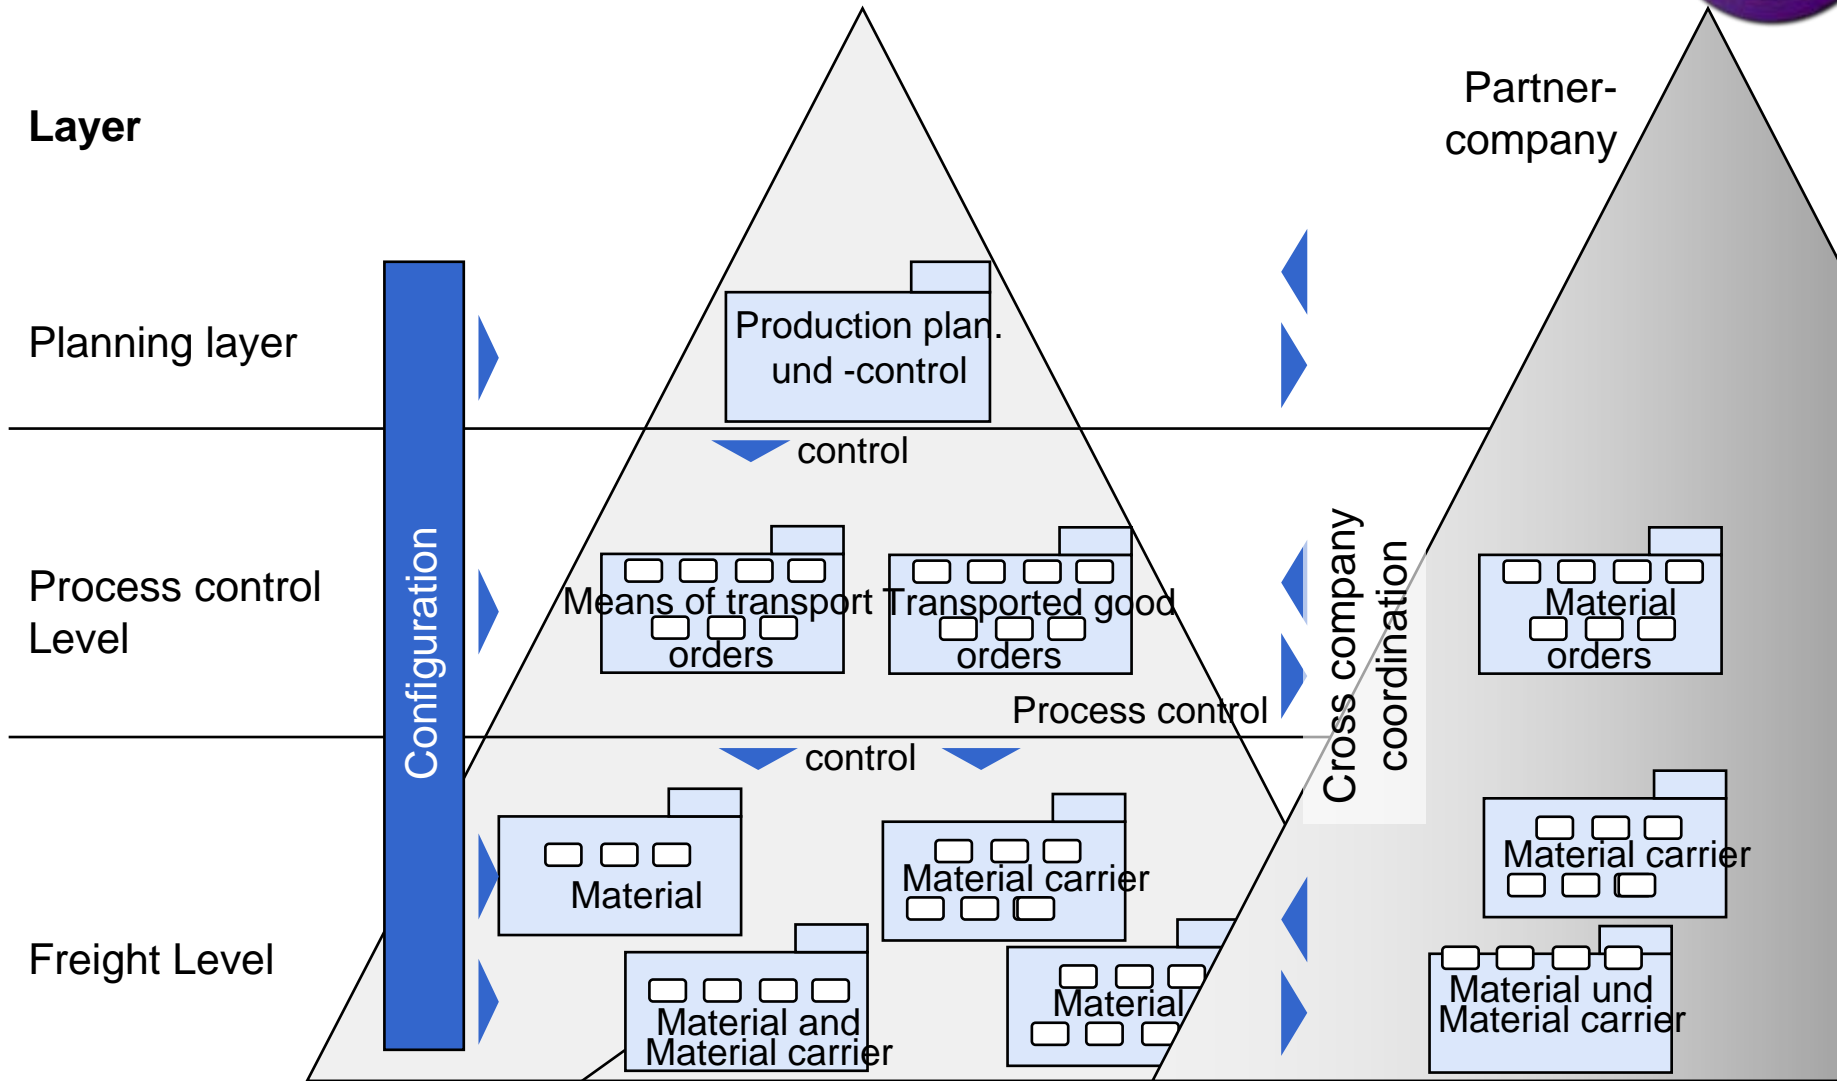 Partner-
company
Layer
Planning layer
Production plan.
und -control
control
Process control
Level
Configuration
Means of transport
orders
Transported good
orders
Process control
Cross company
coordination
Material
orders
control
Freight Level
Material
Material carrier
Material and
Material carrier
Material
Material carrier
Material und
Material carrier